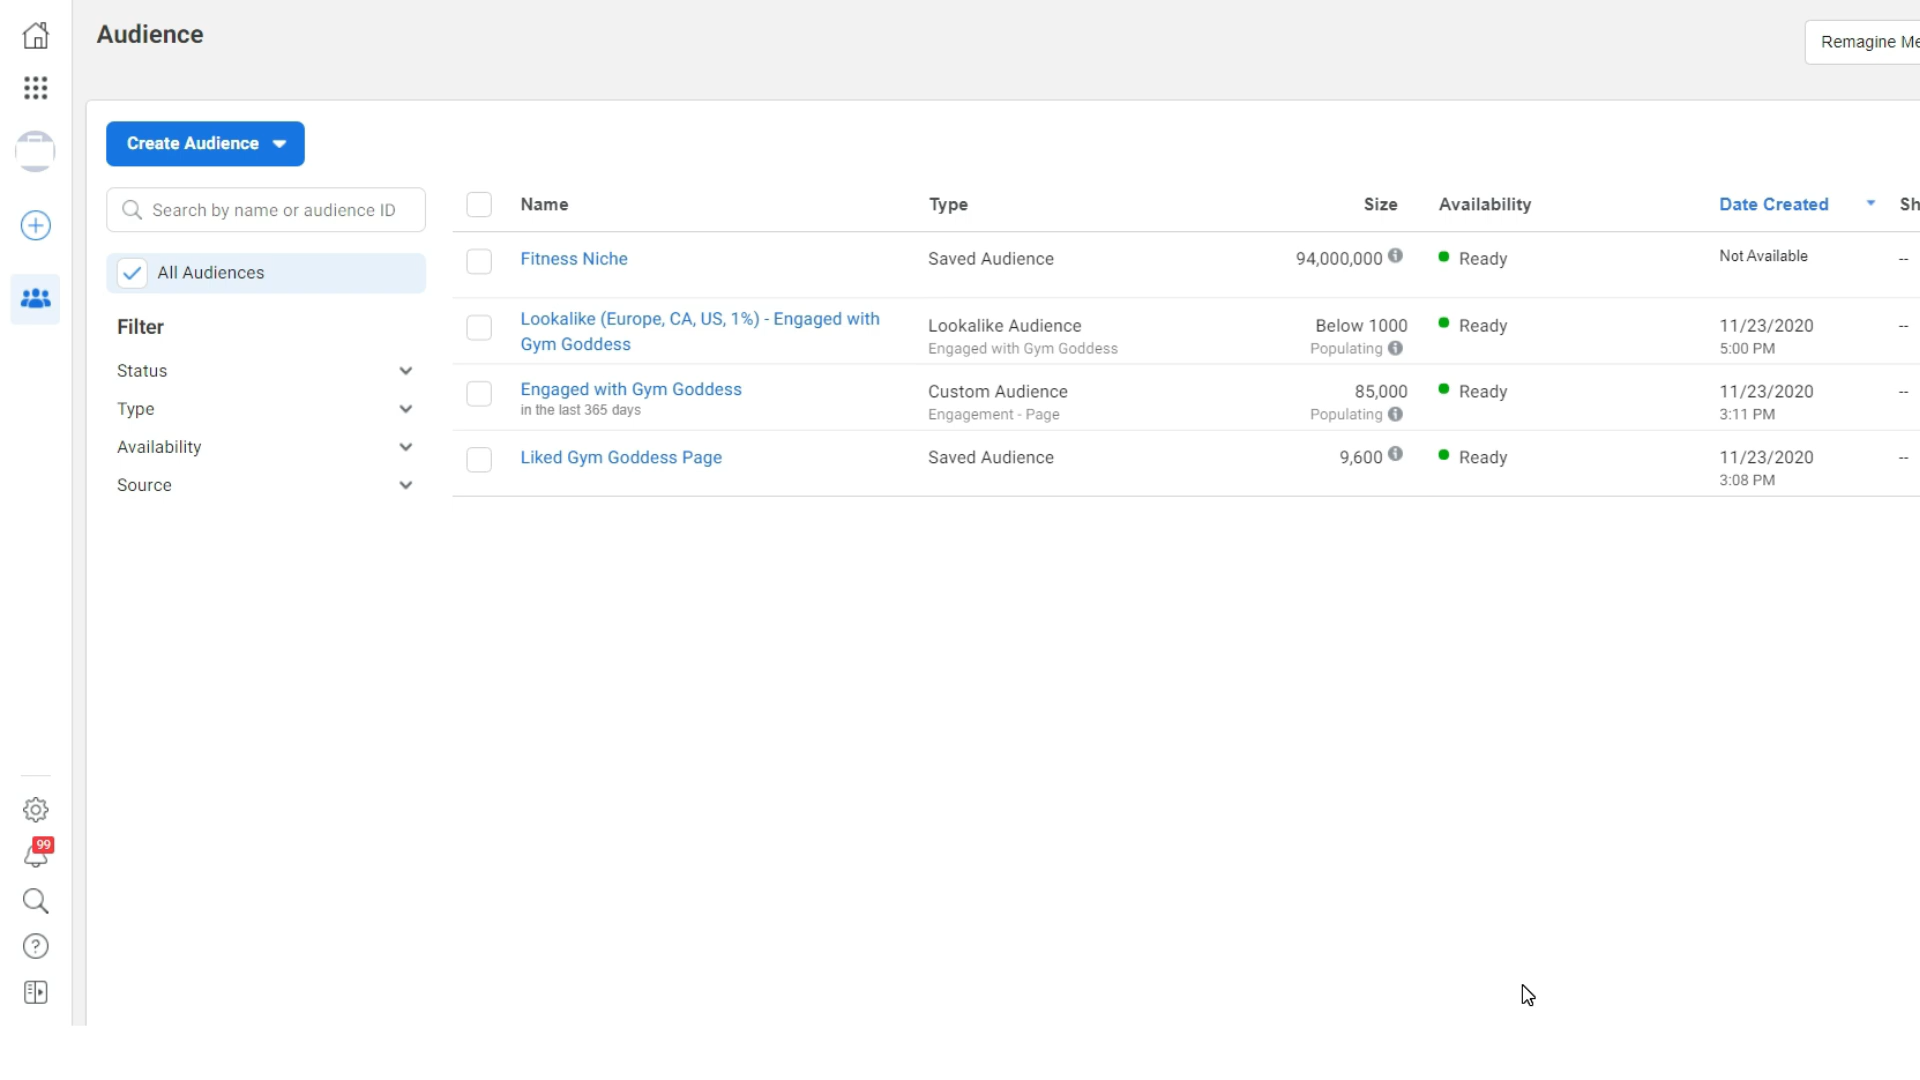 Audience
Remagine Me
Create Audience
Search by name or audience ID
All Audiences
Filter
Status
Type
Availability
Source
Name Type Size Availability Date Created Sh
Fitness Niche Saved Audience 94,000,000 Ready Not Available --
Lookalike (Europe, CA, US, 1%) - Engaged with Lookalike Audience Below 1000 Ready 11/23/2020 --
Gym Goddess Engaged with Gym Goddess Populating 5:00 PM
Engaged with Gym Goddess Custom Audience 85,000 Ready 11/23/2020 --
in the last 365 days Engagement - Page Populating 3:11 PM
Liked Gym Goddess Page Saved Audience 9,600 Ready 11/23/2020 --
3:08 PM
99